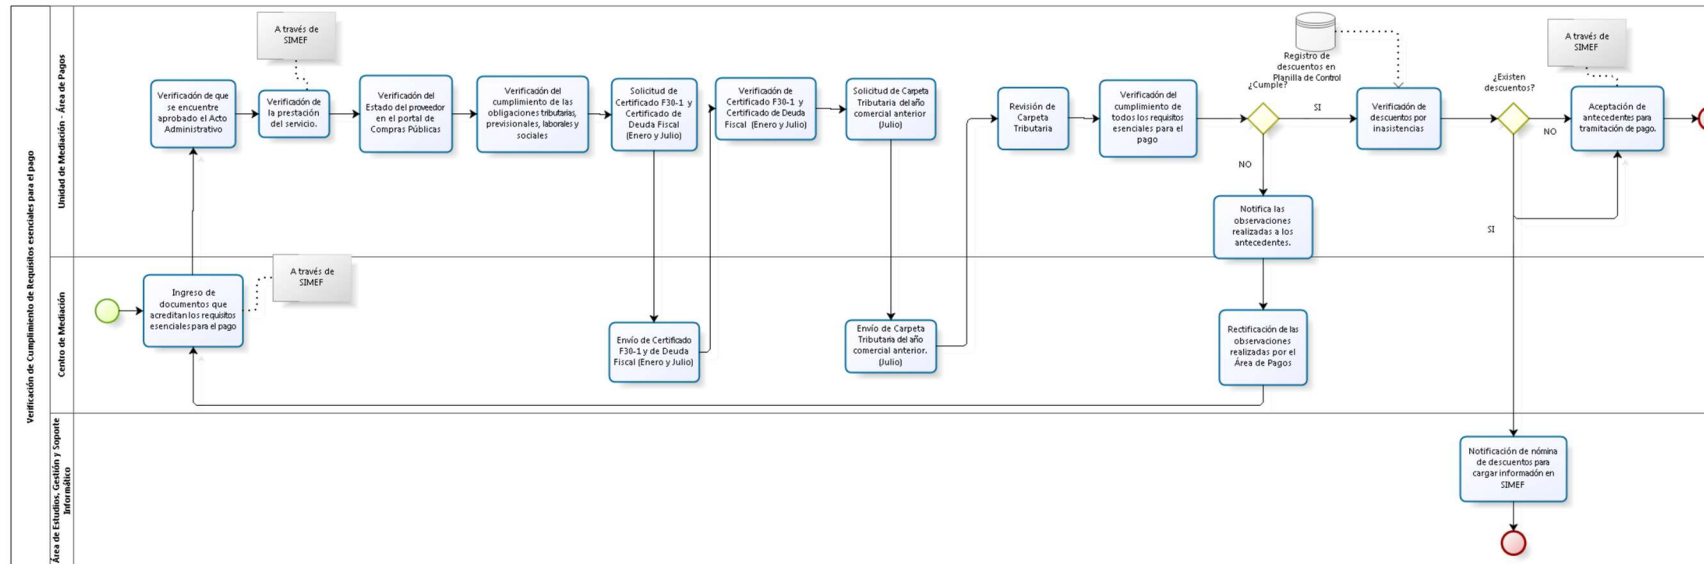 Verificación de Cumplimiento de Requisitos esenciales para el pago
Unidad de Mediación - Área de Pagos
A través de
SIMEF
Verificación de que
se encuentre
aprobado el Acto
Administrativo
Verificación de
la prestación
del servicio.
Verificación del
Estado del proveedor
en el portal de
Compras Públicas
Verificación del
cumplimiento de las
obligaciones tributarias,
previsionales, laborales y
sociales
Solicitud de
Certificado F30-1 y
Certificado de
Deuda Fiscal
(Enero y Julio)
Verificación de
Certificado F30-1 y
Certificado de Deuda
Fiscal (Enero y Julio)
Solicitud de Carpeta
Tributaria del año
comercial anterior
(Julio)
Revisión de
Carpeta
Tributaria
Verificación del
cumplimiento de
todos los requisitos
esenciales para el
pago
¿Cumple?
SI
NO
Registro de
descuentos en
Planilla de Control
Verificación de
descuentos por
inasistencias
¿Existen
descuentos?
NO
SI
A través de
SIMEF
Aceptación de
antecedentes para
tramitación de pago.
Notifica las
observaciones
realizadas a los
antecedentes.
Centro de Mediación
Ingreso de
documentos que
acreditan los requisitos
esenciales para el pago
A través de
SIMEF
Envío de Certificado
F30-1 y de Deuda
Fiscal (Enero y Julio)
Envío de Carpeta
Tributaria del año
comercial anterior.
(Julio)
Rectificación de las
observaciones
realizadas por el
Área de Pagos
Área de Estudios, Gestión y Soporte
Informático
Notificación de nómina
de descuentos para
cargar información en
SIMEF